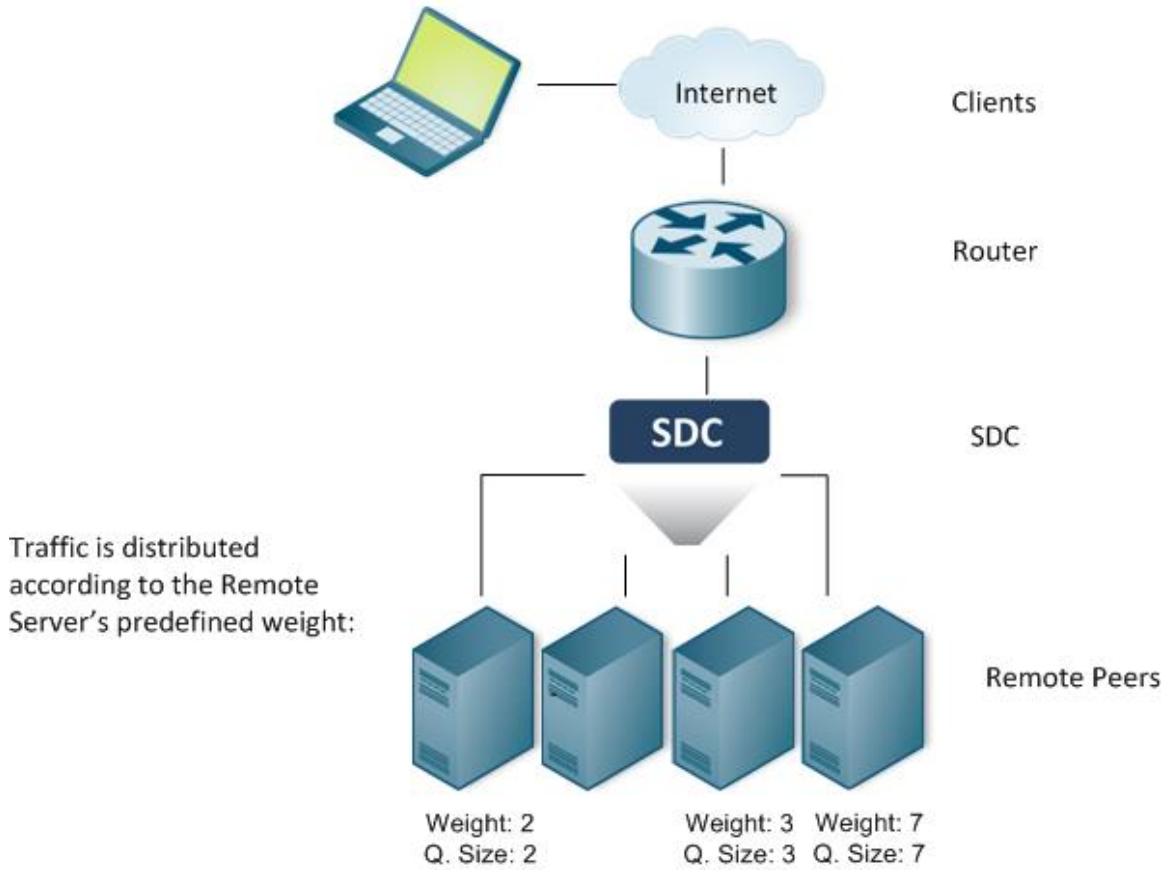 Internet
Clients
Router
SDC
SDC
Traffic is distributed
according to the Remote
Server's predefined weight:
Remote Peers
Weight: 2
Q. Size: 2
Weight: 3
Q. Size: 3
Weight: 7
Q. Size: 7